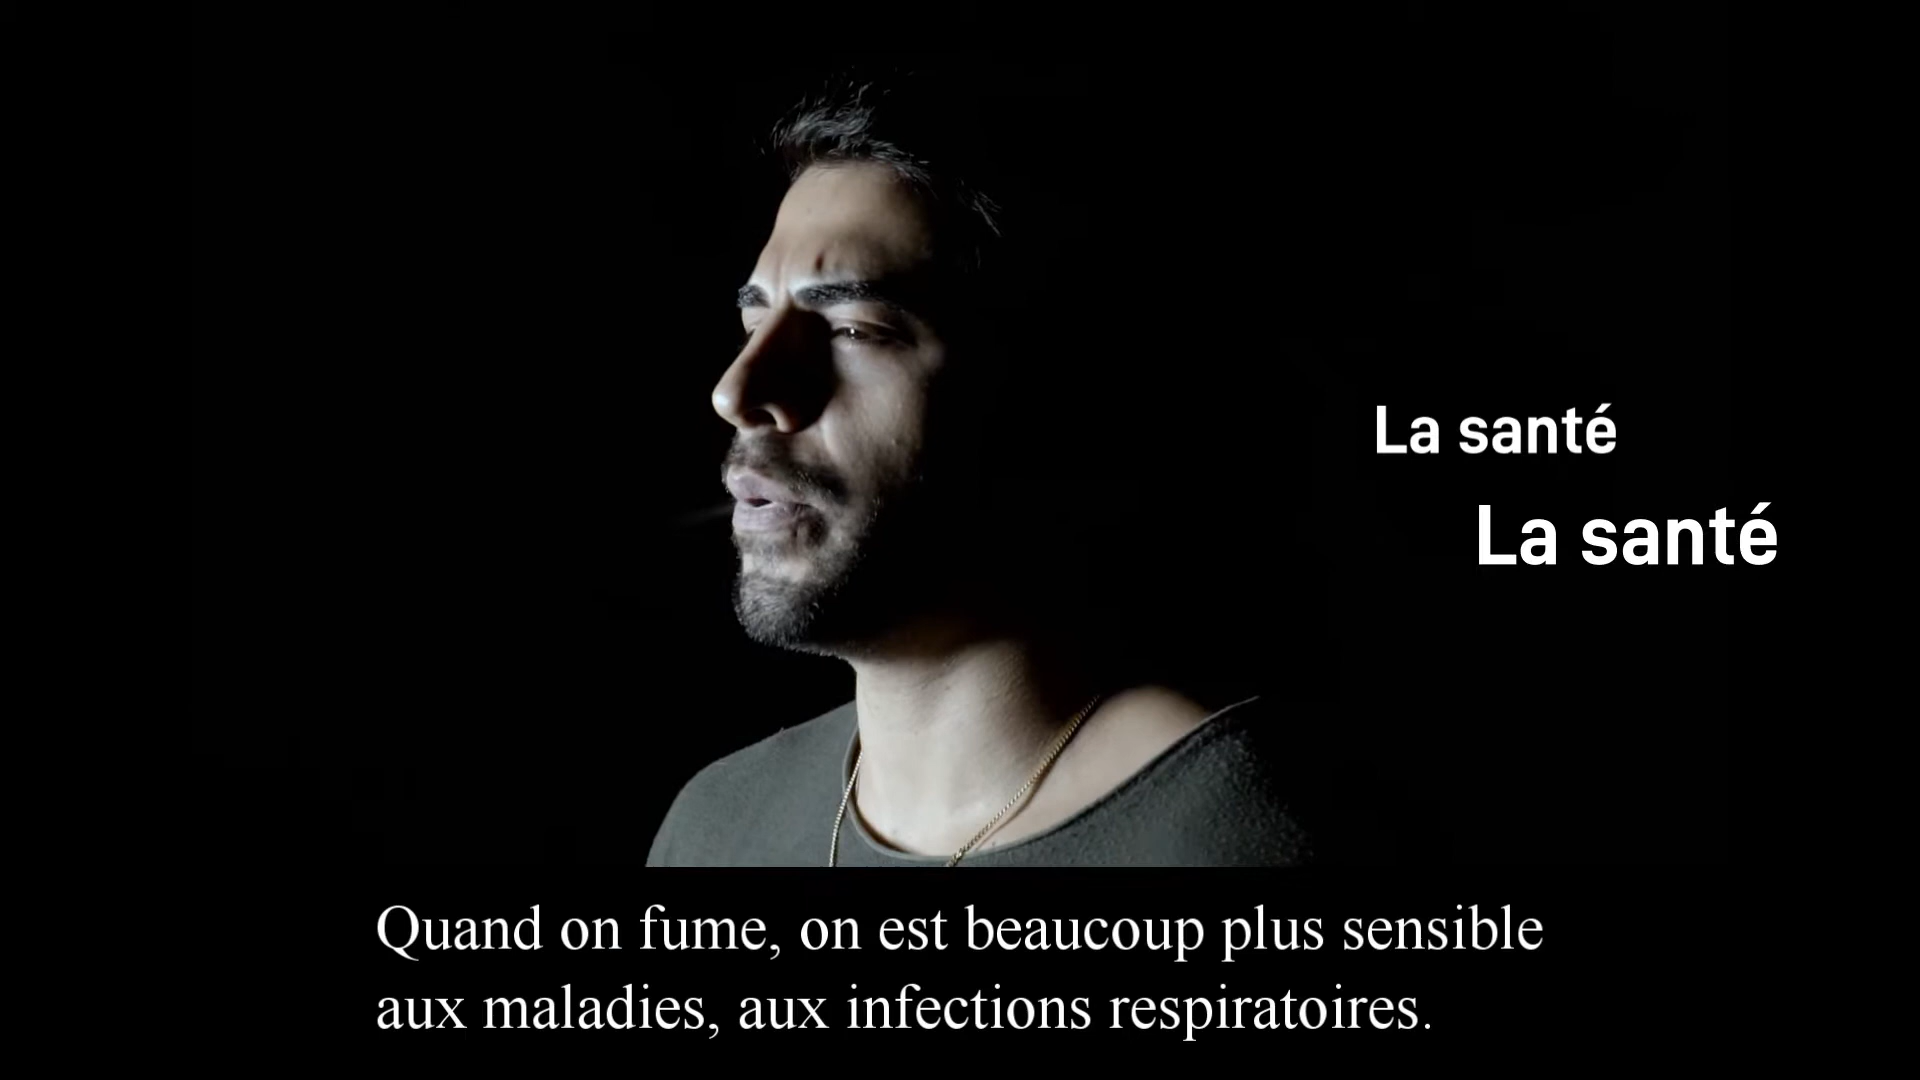 La santé
La santé
Quand on fume, on est beaucoup plus sensible
aux maladies, aux infections respiratoires.